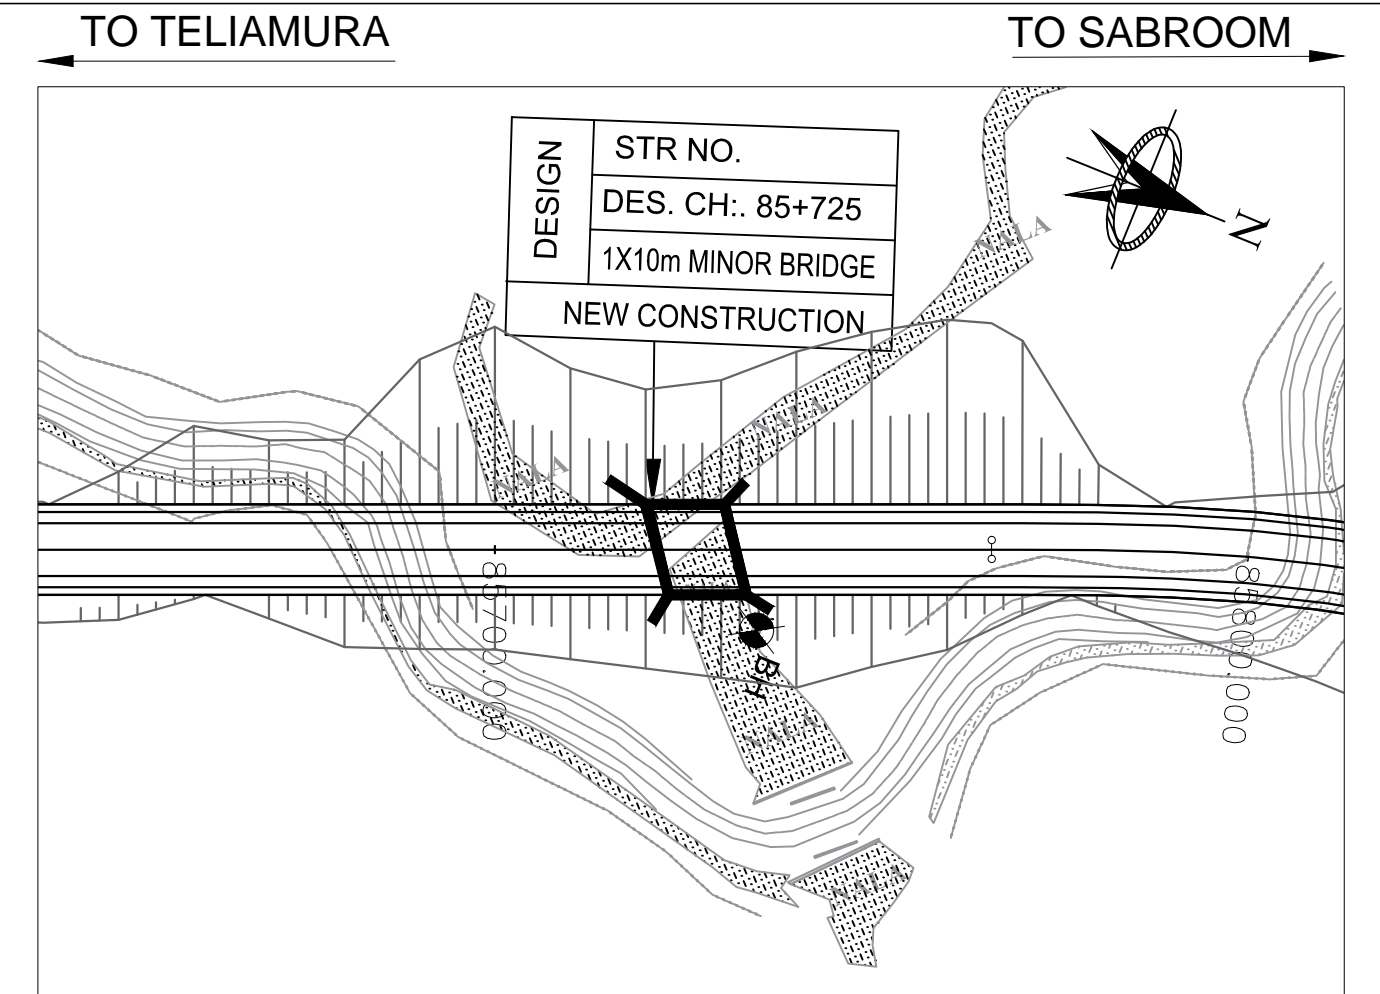 TO TELIAMURA
TO SABROOM
DESIGN
STR NO.
DES. CH:. 85+725
1X10m MINOR BRIDGE
NEW CONSTRUCTION
N
NALA
NALA
NALA
85700.000
85800.000
BH
NALA
NALA